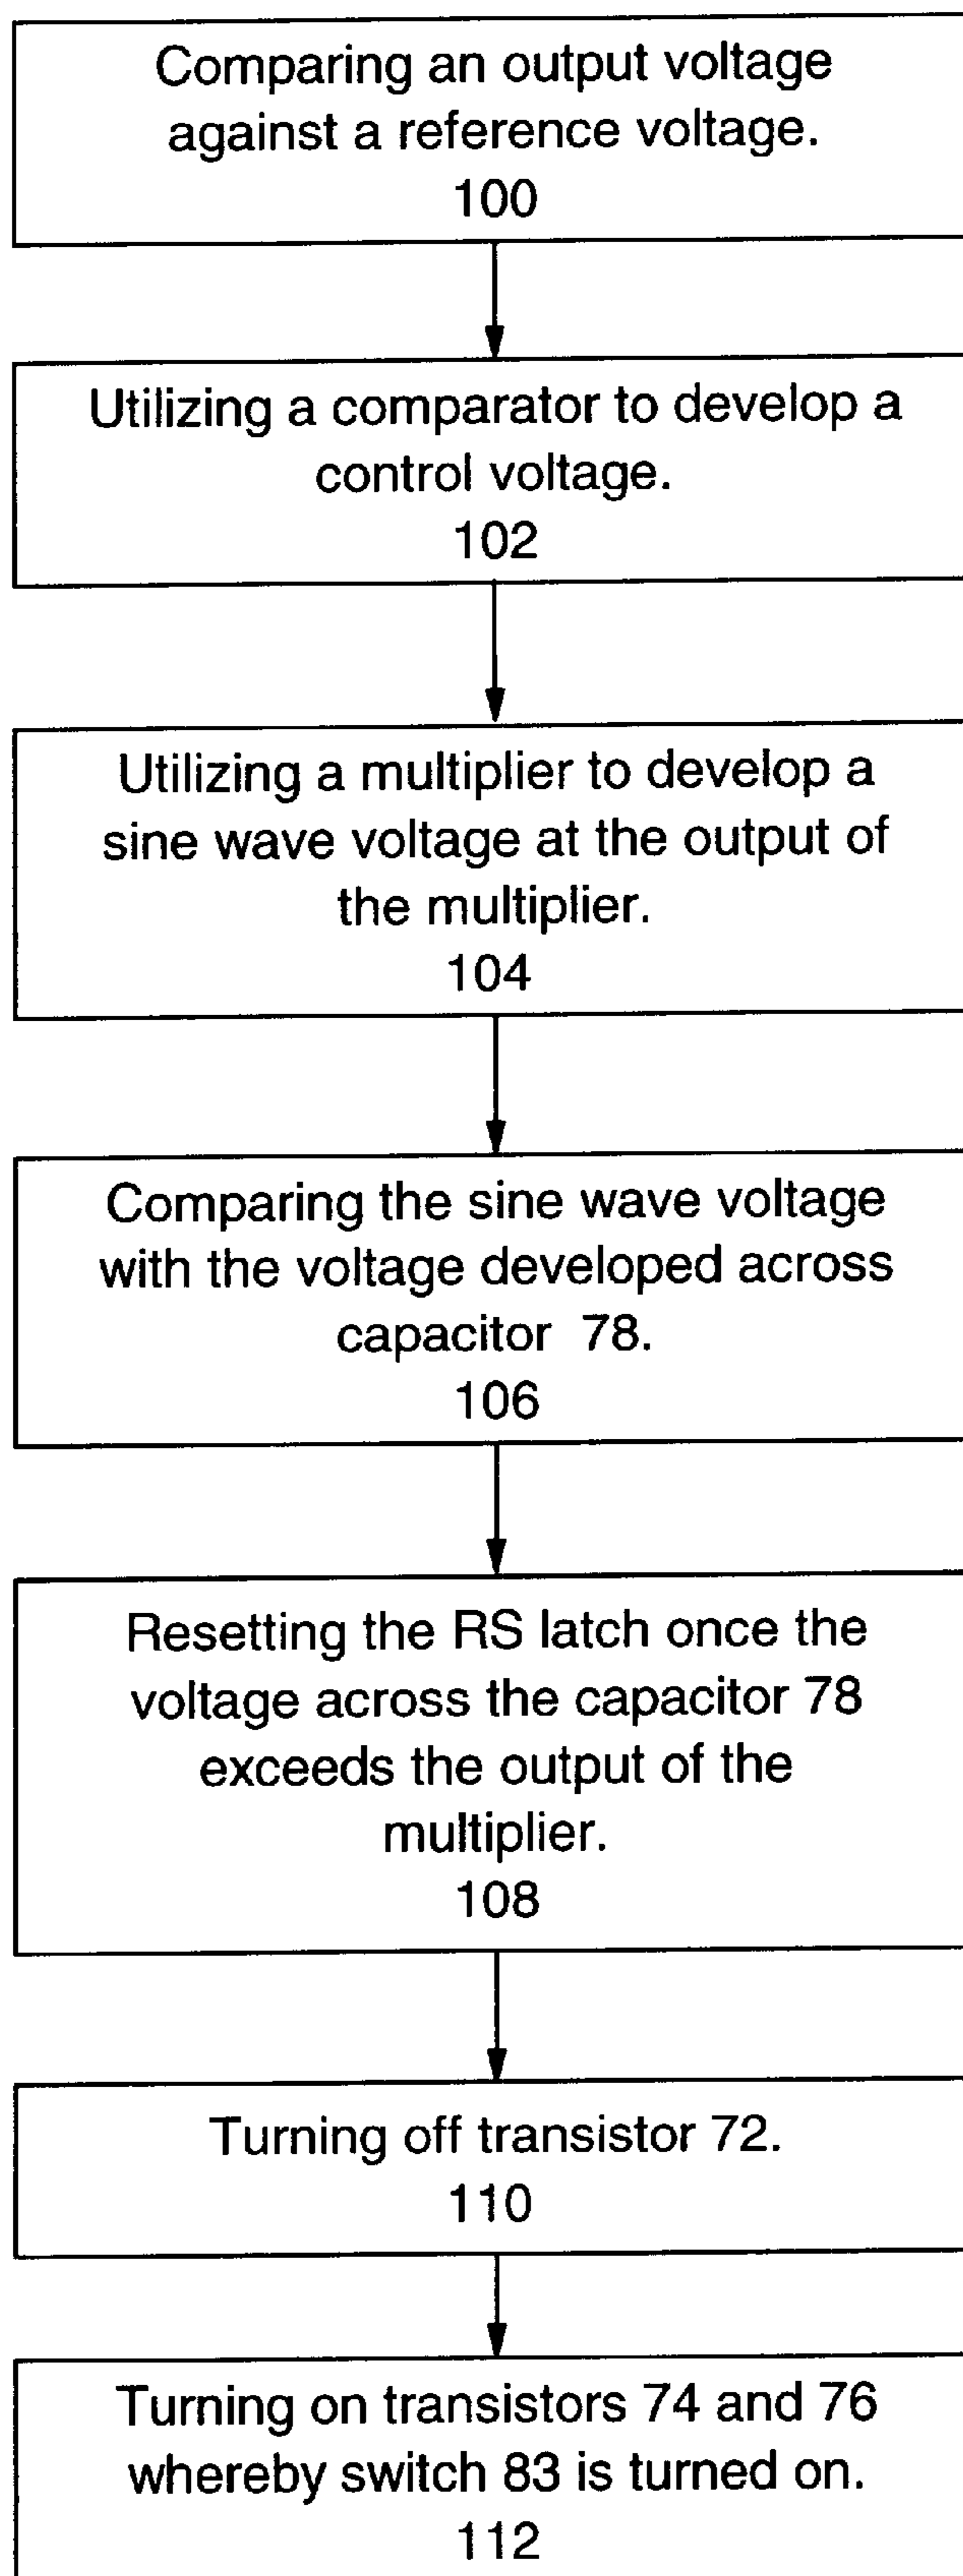 Comparing an output voltage
against a reference voltage.
100
Utilizing a comparator to develop a
control voltage.
102
Utilizing a multiplier to develop a
sine wave voltage at the output of
the multiplier.
104
Comparing the sine wave voltage
with the voltage developed across
capacitor 78.
106
Resetting the RS latch once the
voltage across the capacitor 78
exceeds the output of the
multiplier.
108
Turning off transistor 72.
110
Turning on transistors 74 and 76
whereby switch 83 is turned on.
112